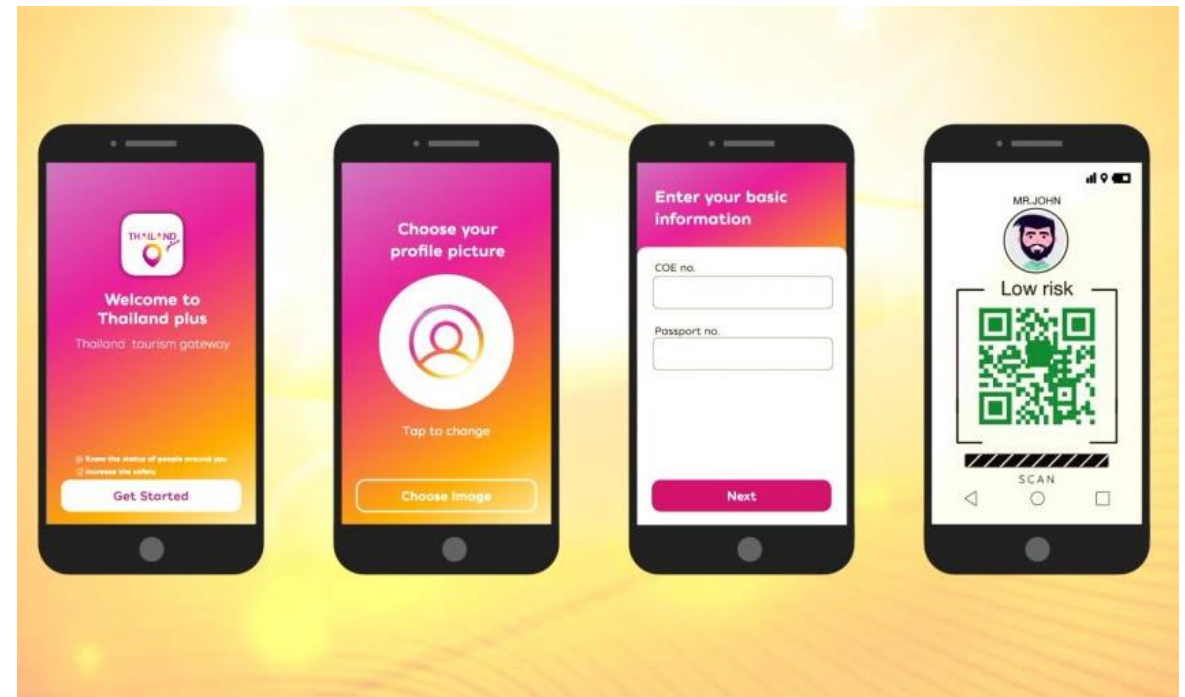 THAILAND
Welcome to
Thailand plus
Thailand tourism gateway
Know the status of people around you
Increase the safety
Get Started
Choose your
profile picture
Tap to change
Choose Image
Enter your basic
information
COE no.
Passport no.
Next
MR.JOHN
Low risk
SCAN